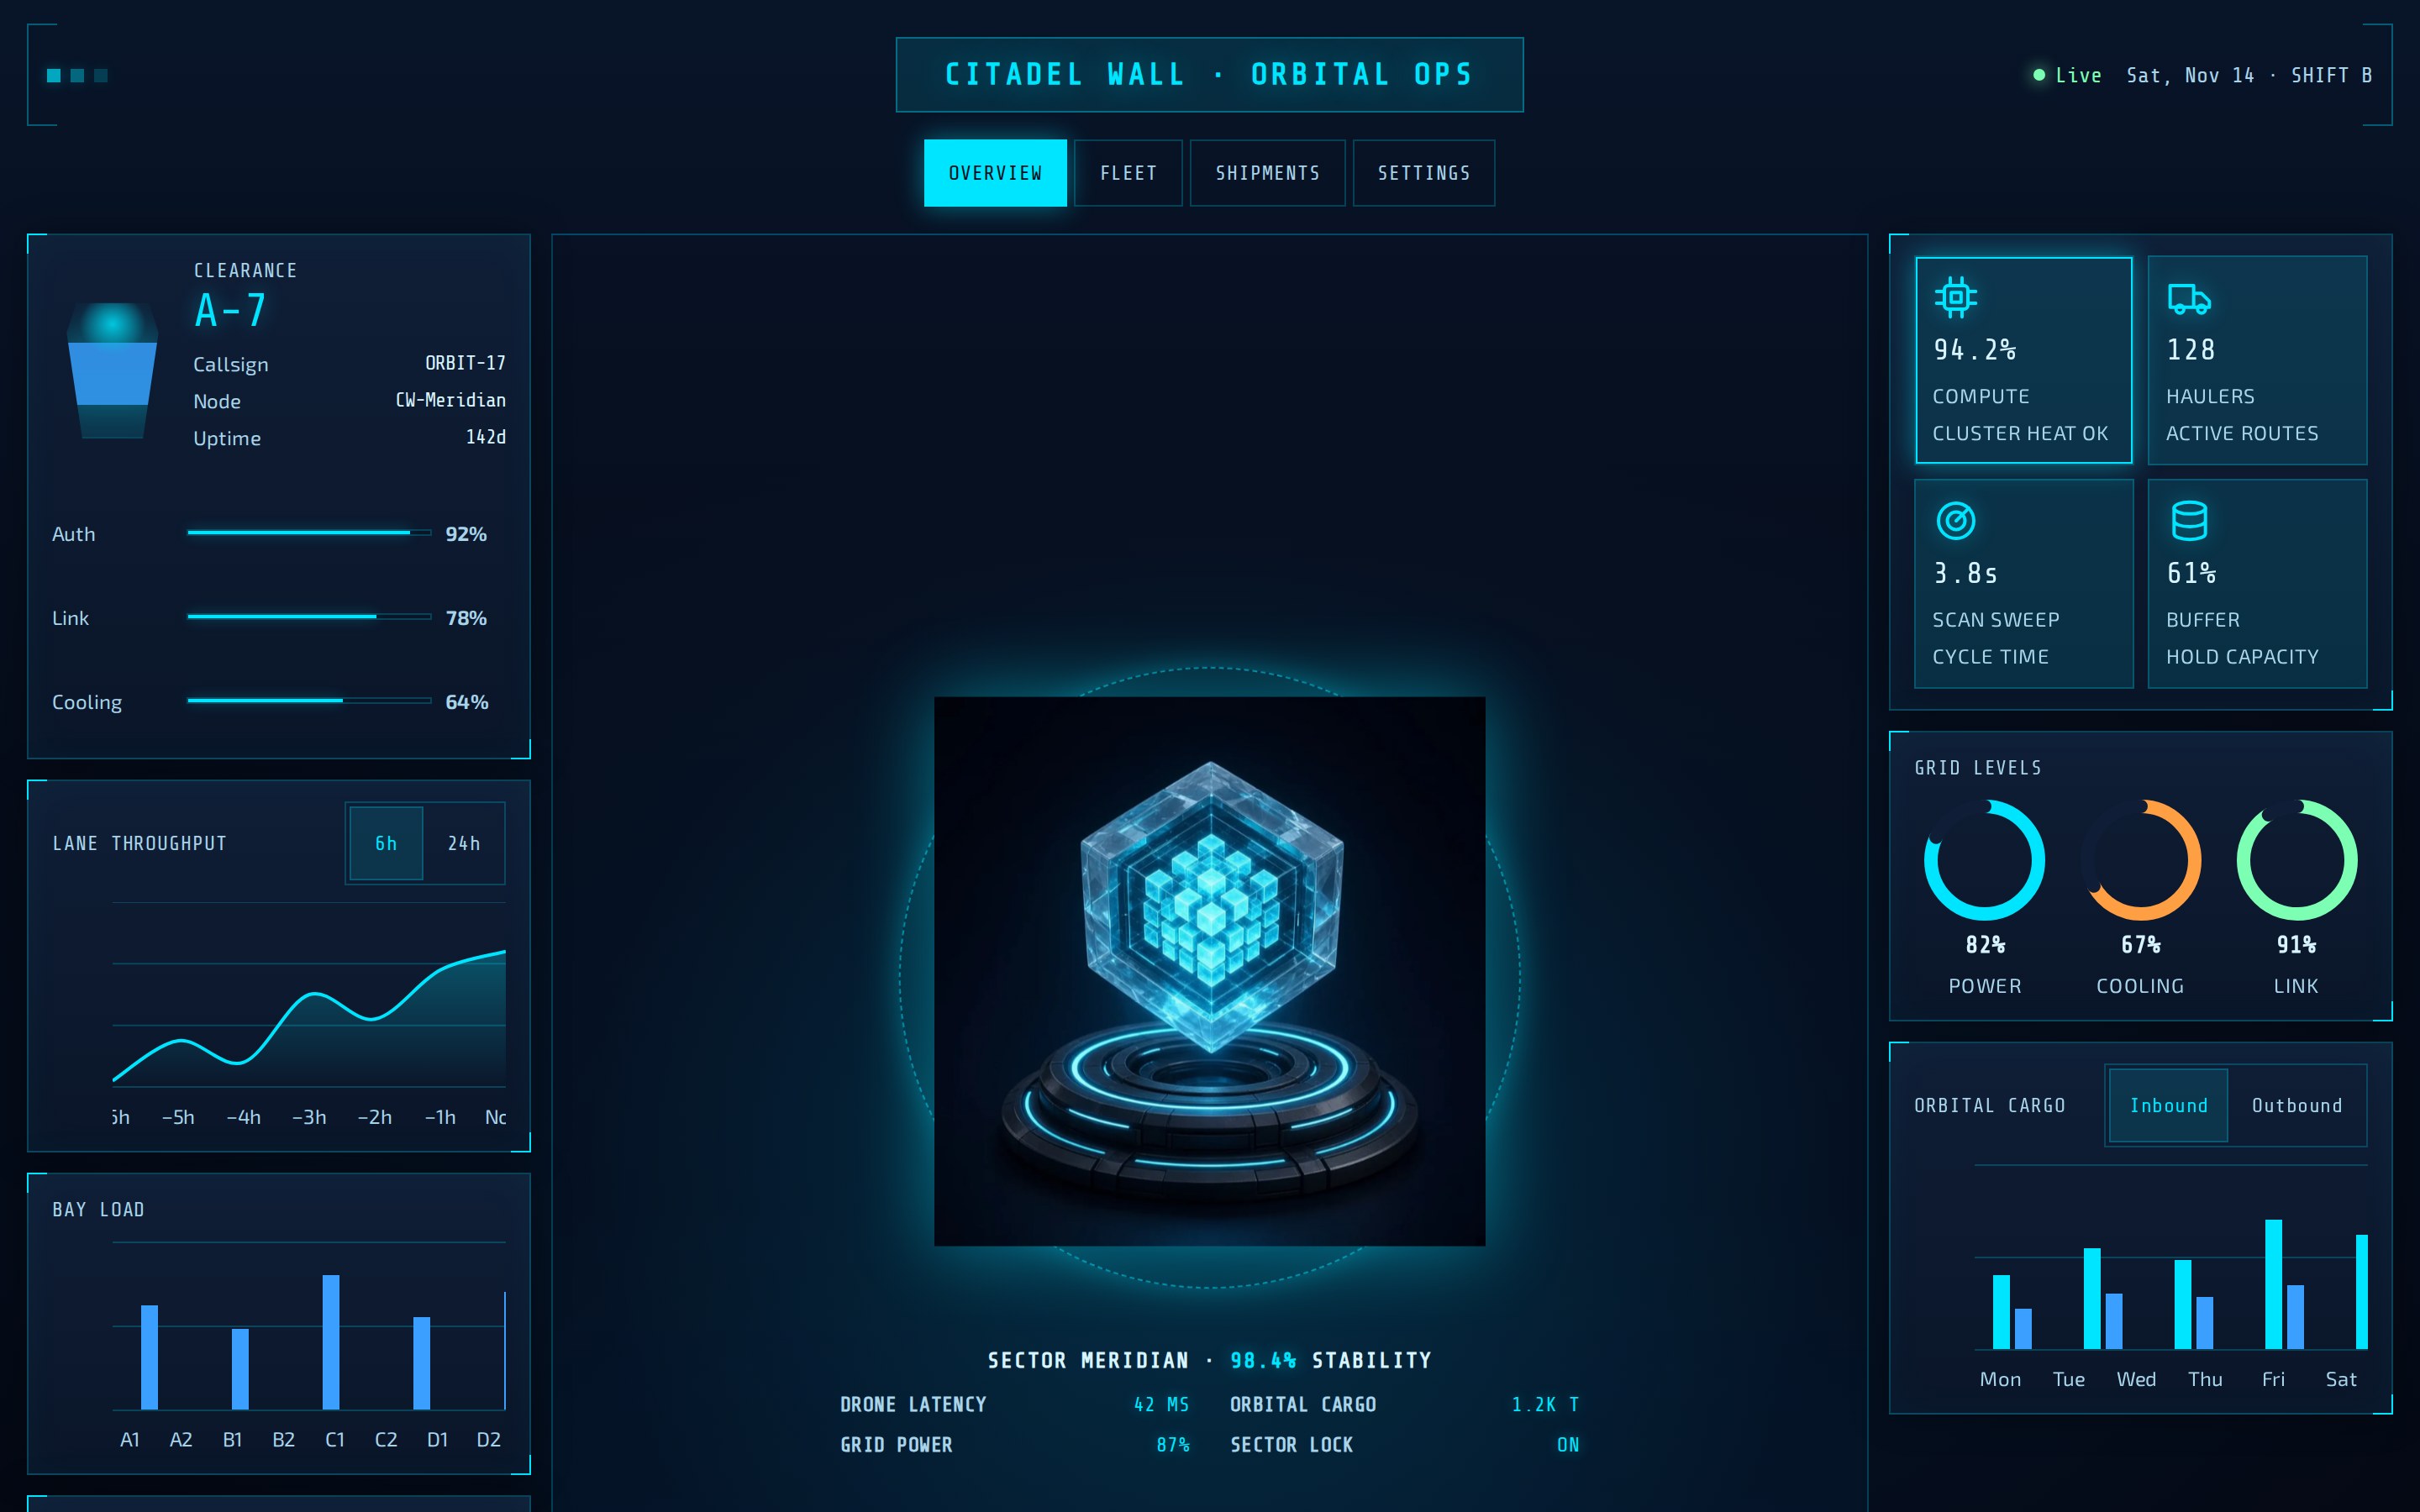 CITADEL WALL · ORBITAL OPS
Live Sat, Nov 14 · SHIFT B
OVERVIEW FLEET SHIPMENTS SETTINGS
CLEARANCE
A-7
Callsign ORBIT-17
Node CW-Meridian
Uptime 142d
Auth 92%
Link 78%
Cooling 64%
LANE THROUGHPUT 6h 24h
-5h -4h -3h -2h -1h
BAY LOAD
A1 A2 B1 B2 C1 C2 D1 D2
SECTOR MERIDIAN · 98.4% STABILITY
DRONE LATENCY 42 MS ORBITAL CARGO 1.2K T
GRID POWER 87% SECTOR LOCK ON
94.2%
COMPUTE
CLUSTER HEAT OK
128
HAULERS
ACTIVE ROUTES
3.8s
SCAN SWEEP
CYCLE TIME
61%
BUFFER
HOLD CAPACITY
GRID LEVELS
82% 67% 91%
POWER COOLING LINK
ORBITAL CARGO Inbound Outbound
Mon Tue Wed Thu Fri Sat